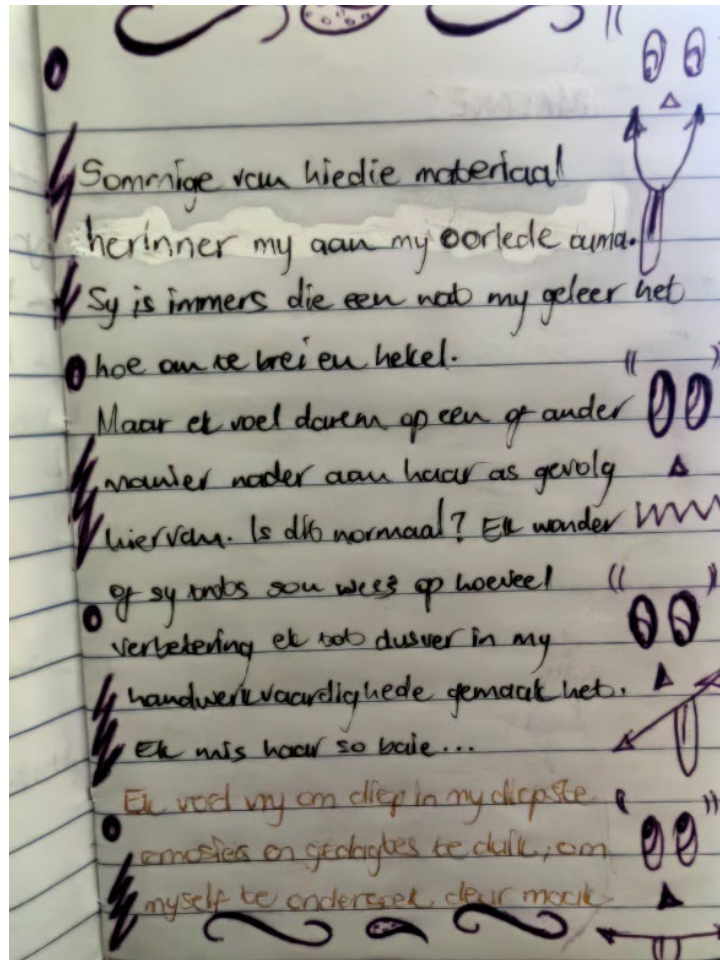 Sommige van hiedie materiaal
herinner my aan my oorlede ouma.
Sy is immers die een wat my geleer het
hoe om te brei en hekel.
Maar ek voel darem op een of ander
manier nader aan haar as gevolg
hiervan. Is dit normaal? Ek wonder
of sy trots sou wees op hoeveel
verbetering ek tot dusver in my
handwerkvaardighede gemaak het.
Ek mis haar so baie...
Ek voel vry om diep in my diepste
emosies en gedagtes te duik, om
myself te ondersoek, deur